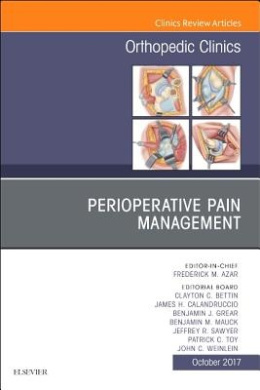 Clinics Review Articles
Orthopedic Clinics
PERIOPERATIVE PAIN
MANAGEMENT
EDITOR-IN-CHIEF
FREDERICK M. AZAR
EDITORIAL BOARD
CLAYTON C. BETTIN
JAMES H. CALANDRUCCIO
BENJAMIN J. GREAR
BENJAMIN M. MAUCK
JEFFREY R. SAWYER
PATRICK C. TOY
JOHN C. WEINLEIN
October 2017
ELSEVIER